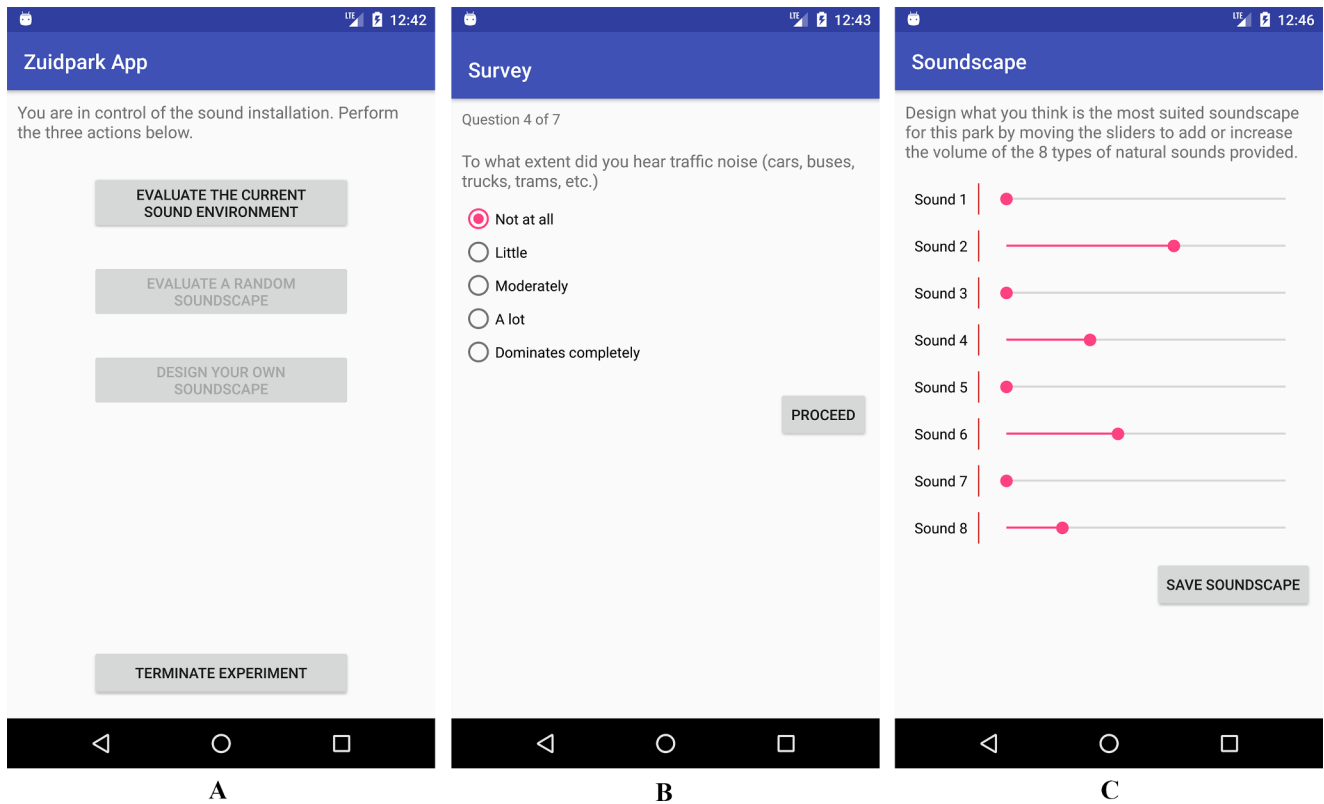 LTE 12:42
Zuidpark App
You are in control of the sound installation. Perform
the three actions below.
EVALUATE THE CURRENT
SOUND ENVIRONMENT
EVALUATE A RANDOM
SOUNDSCAPE
DESIGN YOUR OWN
SOUNDSCAPE
TERMINATE EXPERIMENT
A
LTE 12:43
Survey
Question 4 of 7
To what extent did you hear traffic noise (cars, buses,
trucks, trams, etc.)
Not at all
Little
Moderately
A lot
Dominates completely
PROCEED
B
LTE 12:46
Soundscape
Design what you think is the most suited soundscape
for this park by moving the sliders to add or increase
the volume of the 8 types of natural sounds provided.
Sound 1
Sound 2
Sound 3
Sound 4
Sound 5
Sound 6
Sound 7
Sound 8
SAVE SOUNDSCAPE
C